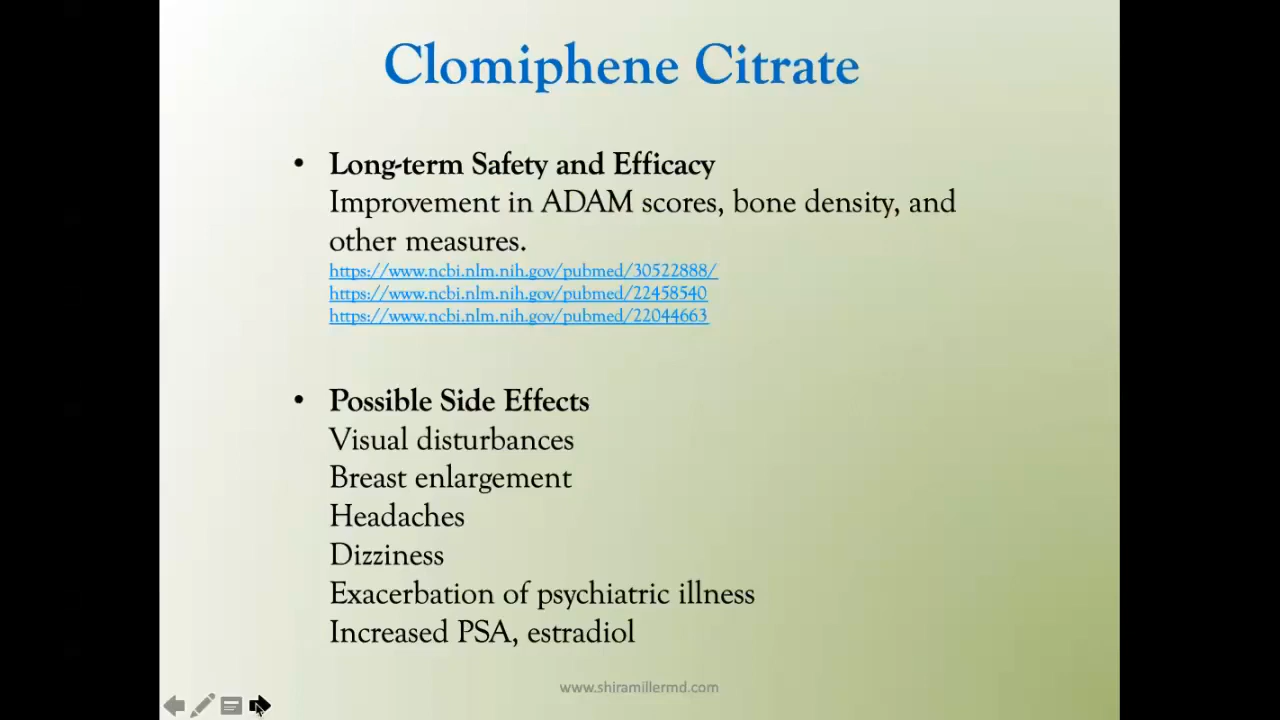 Clomiphene Citrate
• Long-term Safety and Efficacy
Improvement in ADAM scores, bone density, and
other measures.
https://www.ncbi.nlm.nih.gov/pubmed/30522888/
https://www.ncbi.nlm.nih.gov/pubmed/22458540
https://www.ncbi.nlm.nih.gov/pubmed/22044663
• Possible Side Effects
Visual disturbances
Breast enlargement
Headaches
Dizziness
Exacerbation of psychiatric illness
Increased PSA, estradiol
www.shiramillermd.com